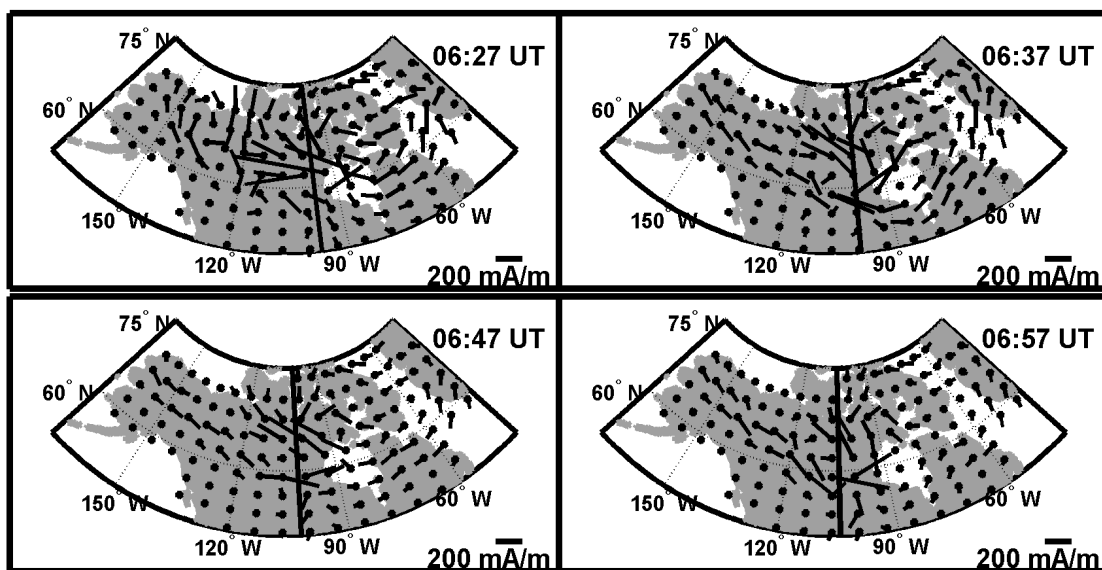 75° N
06:27 UT
60° N
150° W
120° W
90° W
60° W
200 mA/m
75° N
06:37 UT
60° N
150° W
120° W
90° W
60° W
200 mA/m
75° N
06:47 UT
60° N
150° W
120° W
90° W
60° W
200 mA/m
75° N
06:57 UT
60° N
150° W
120° W
90° W
60° W
200 mA/m